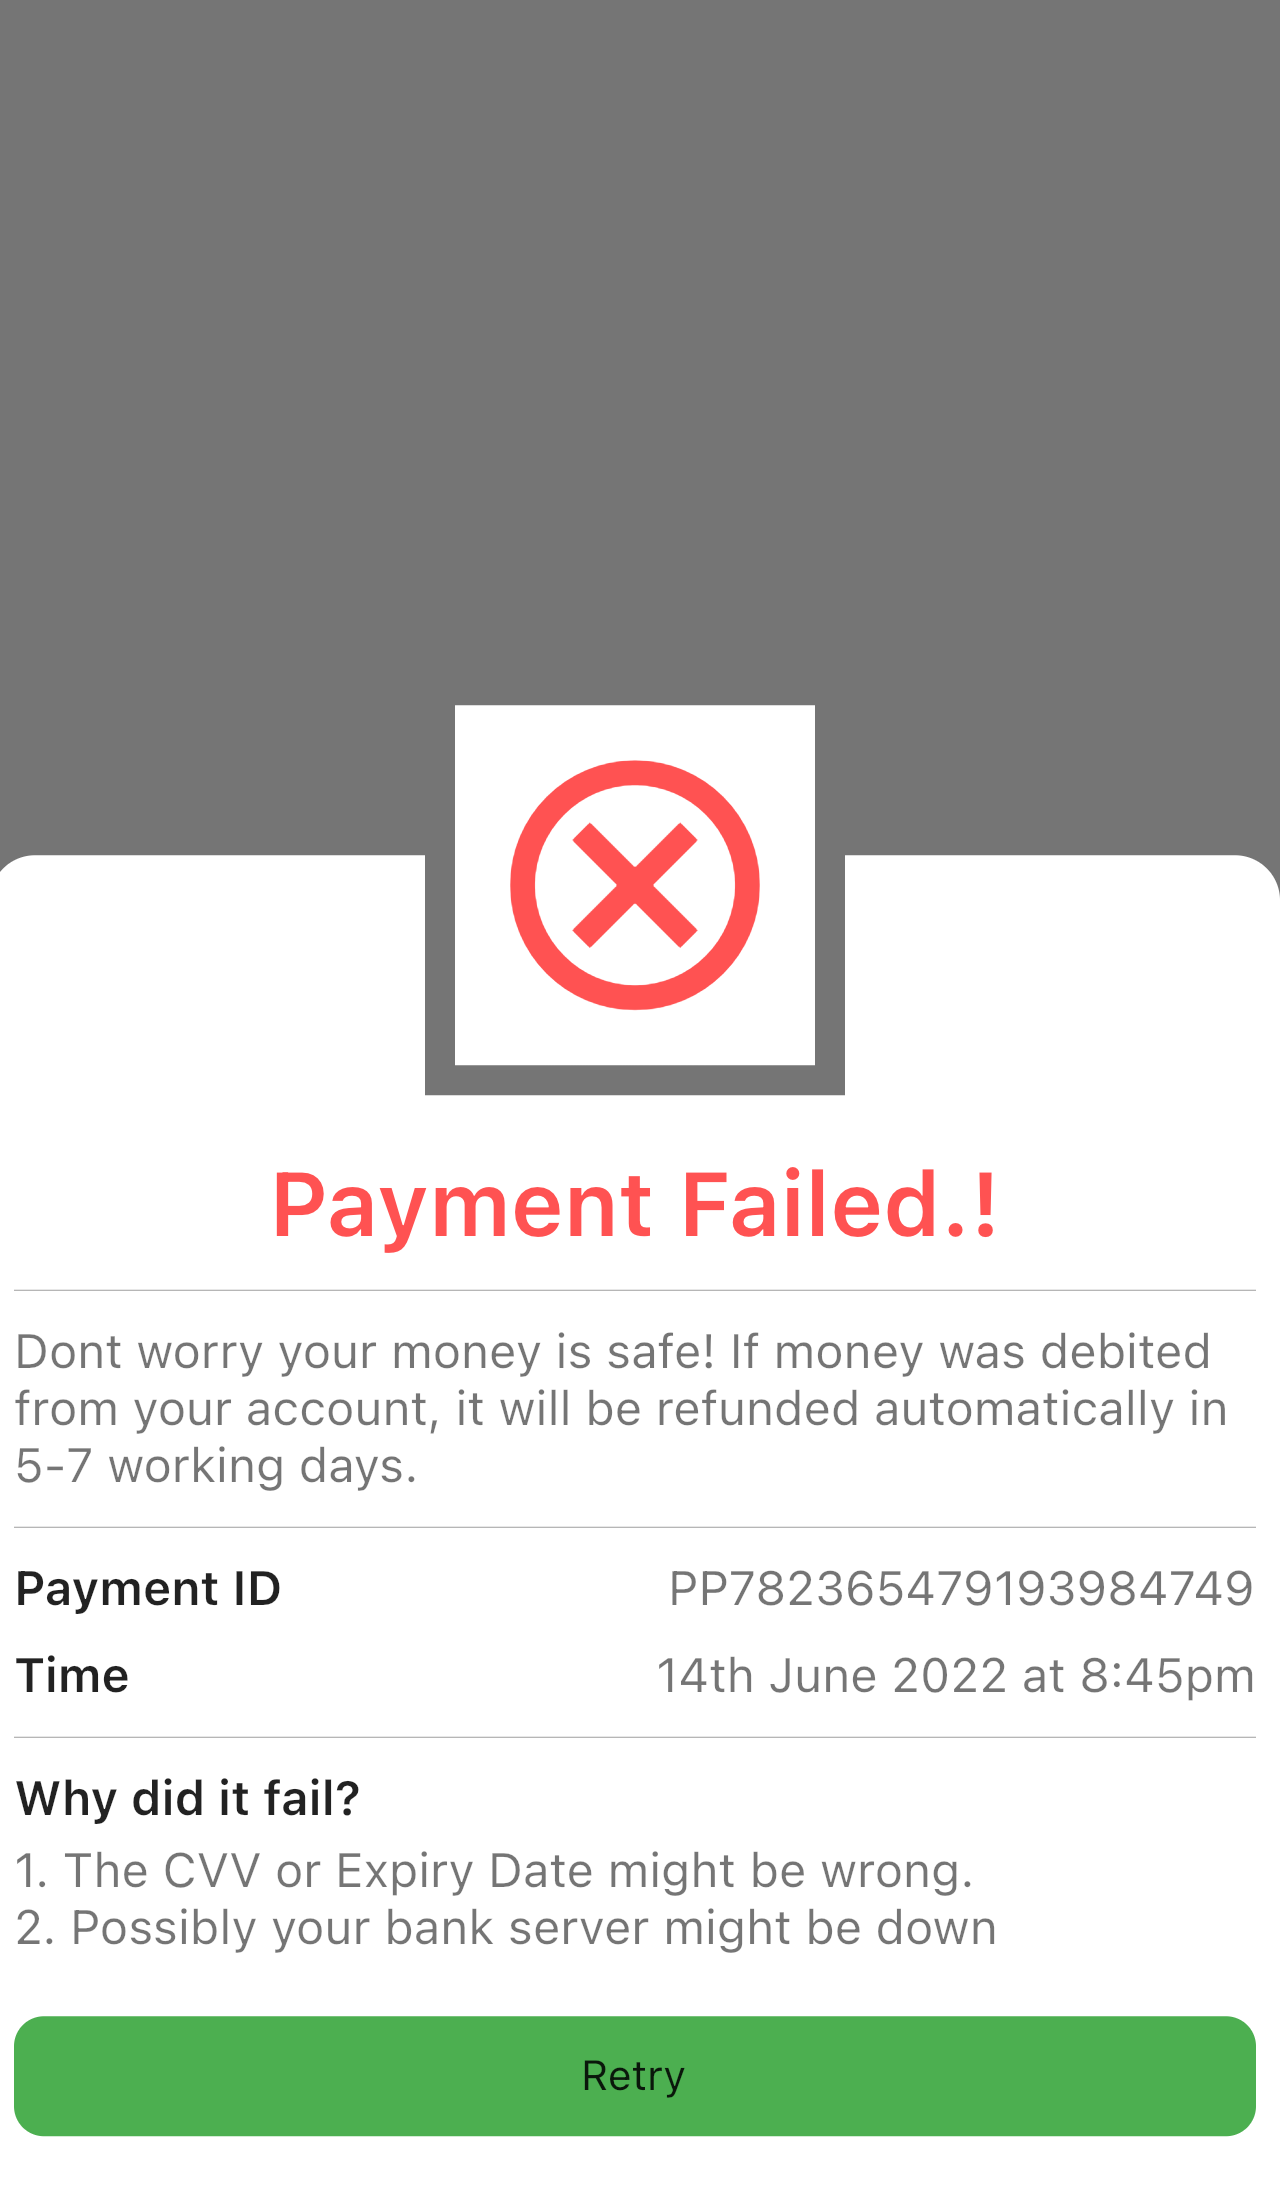 Payment Failed.!
Dont worry your money is safe! If money was debited
from your account, it will be refunded automatically in
5-7 working days.
Payment ID PP782365479193984749
Time 14th June 2022 at 8:45pm
Why did it fail?
1. The CVV or Expiry Date might be wrong.
2. Possibly your bank server might be down
Retry